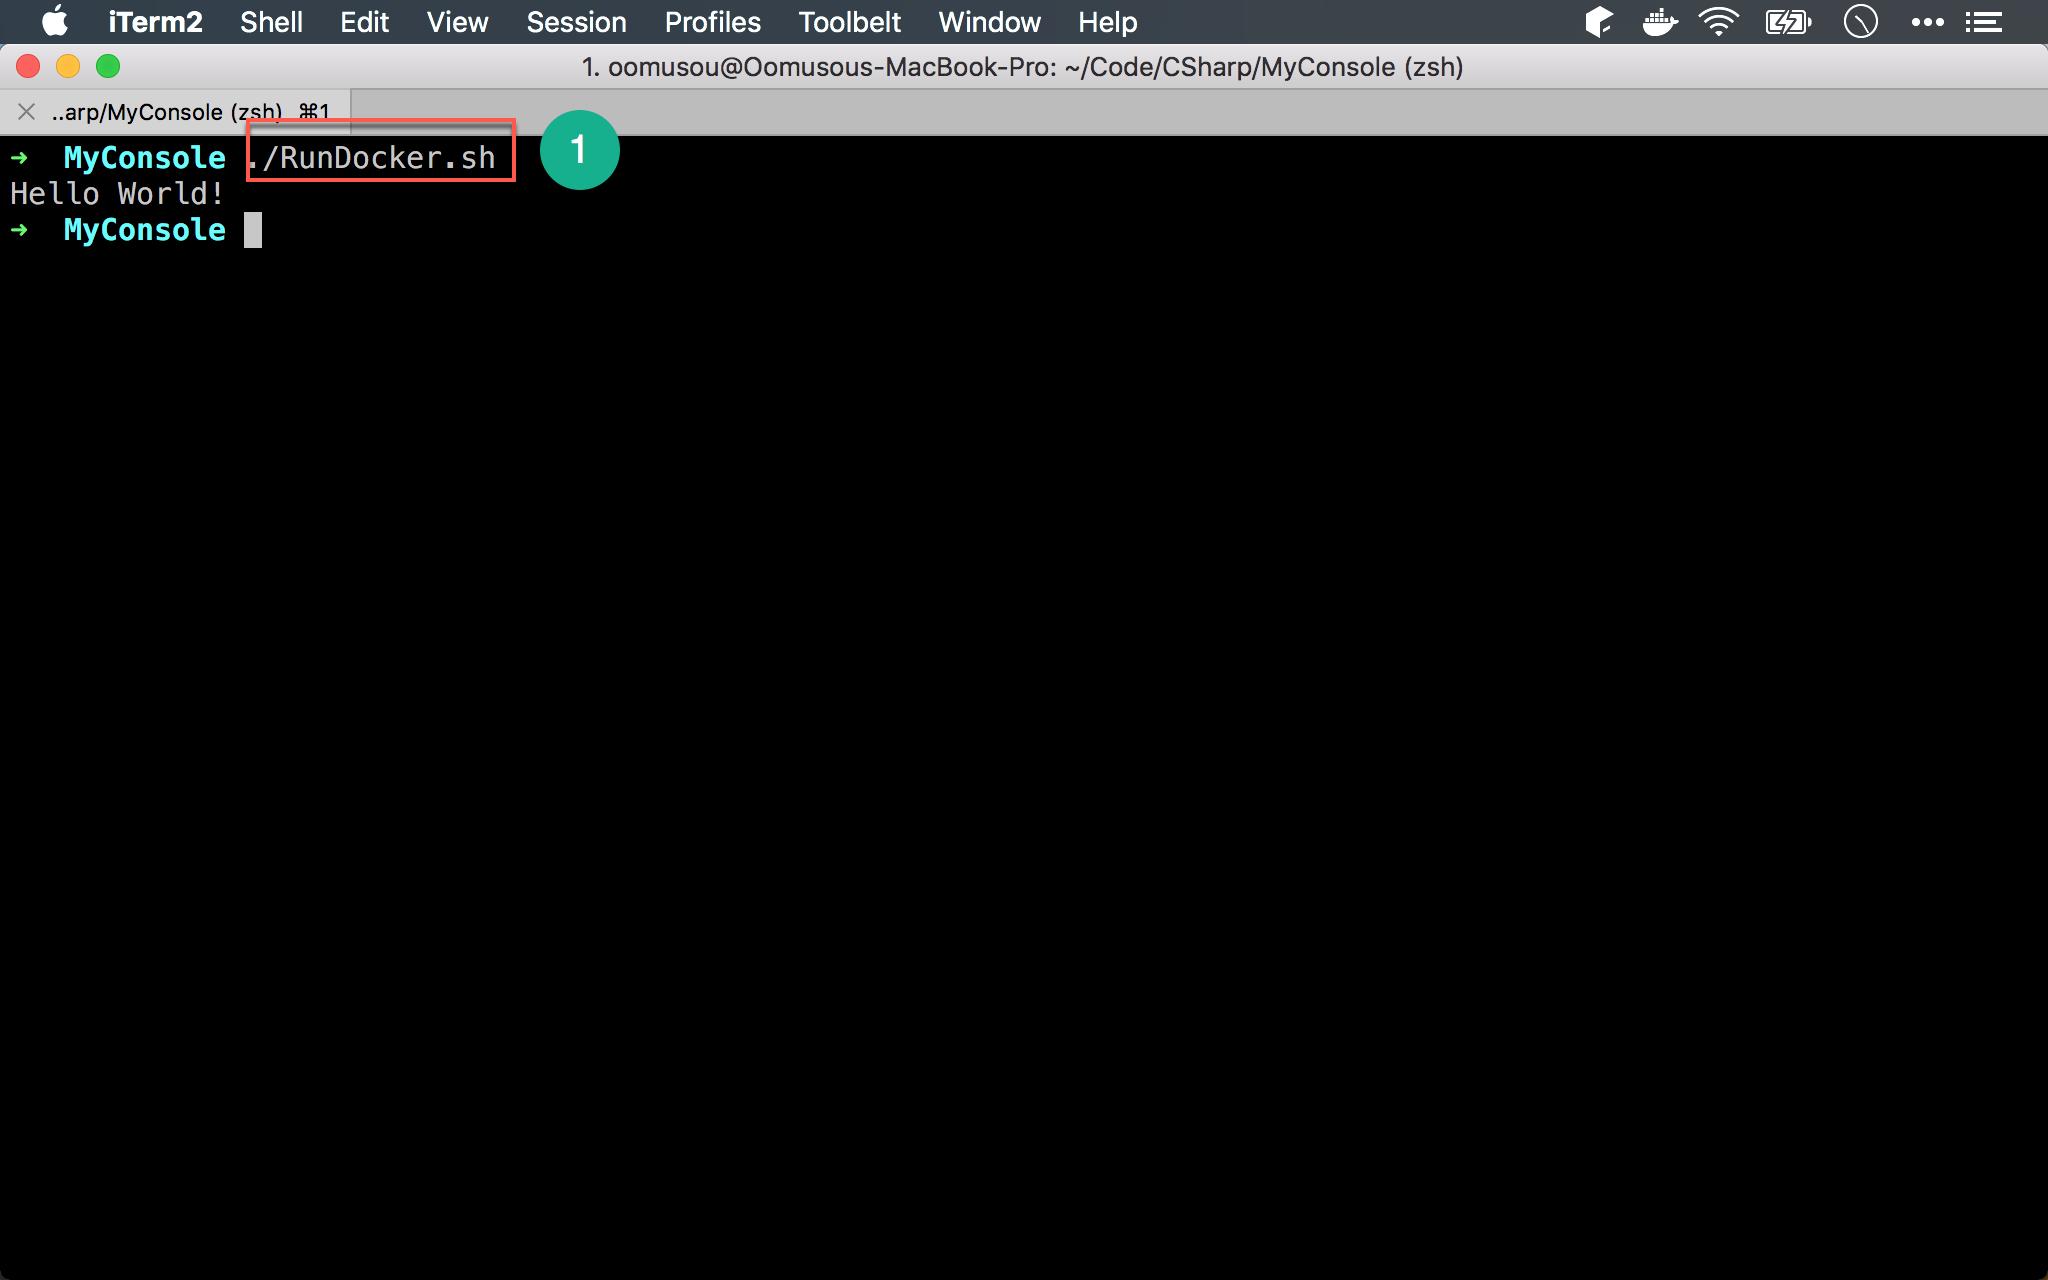 iTerm2 Shell Edit View Session Profiles Toolbelt Window Help
1. oomusou@Oomusous-MacBook-Pro: ~/Code/CSharp/MyConsole (zsh)
..arp/MyConsole (zsh) ⌘1
➜ MyConsole ./RunDocker.sh
1
Hello World!
➜ MyConsole